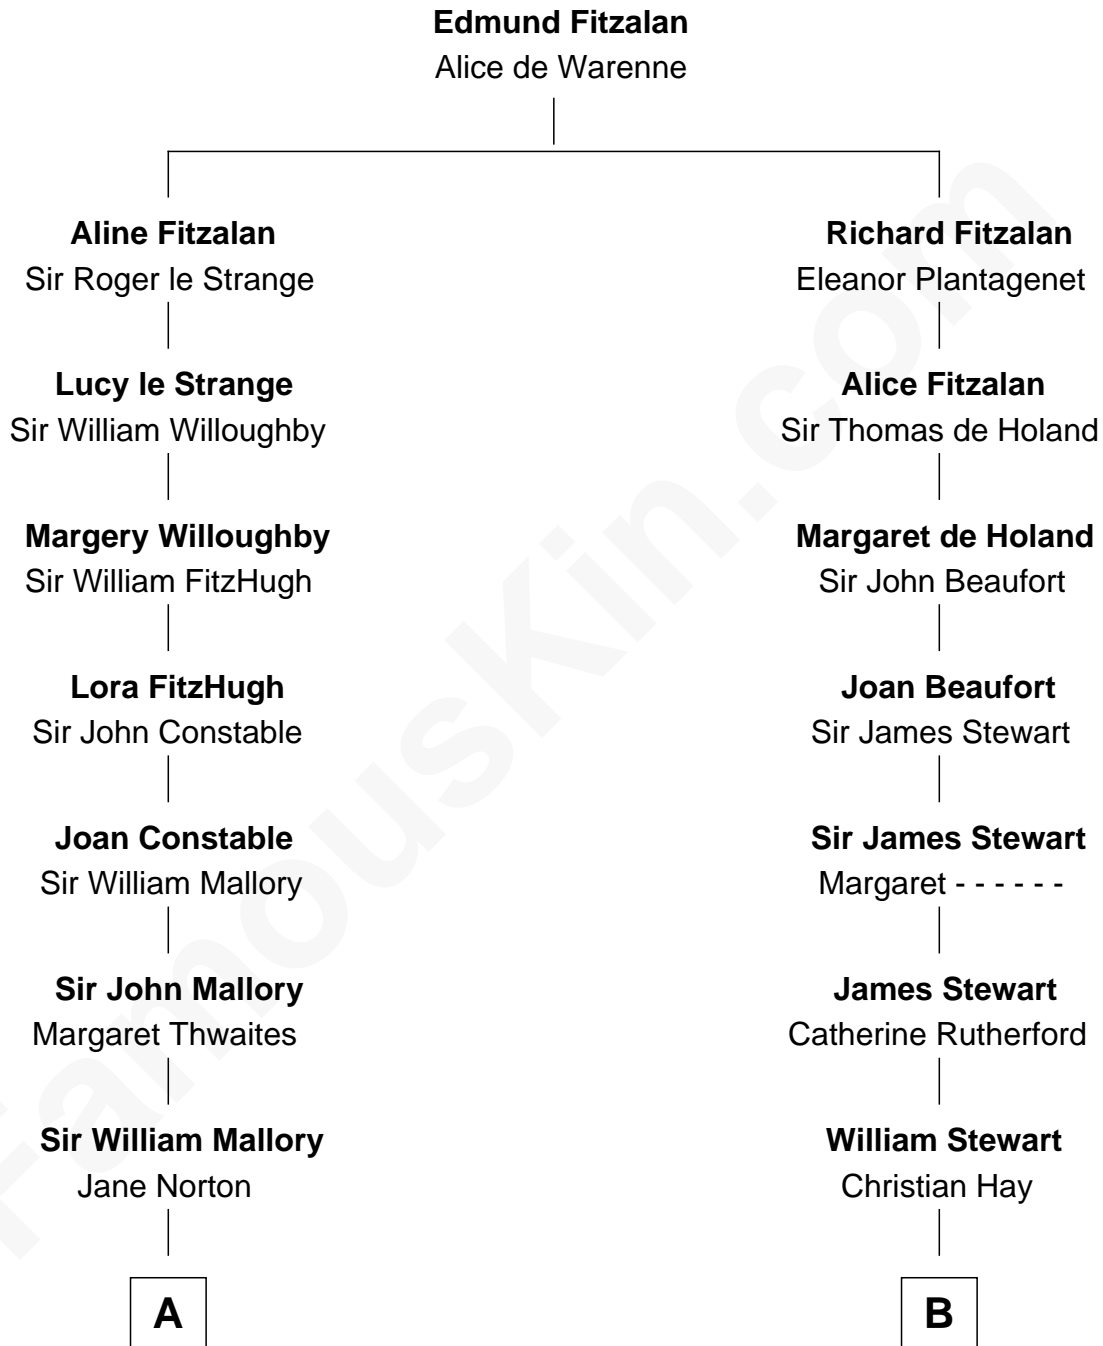 Edmund Fitzalan
Alice de Warenne
Aline Fitzalan
Sir Roger le Strange
Richard Fitzalan
Eleanor Plantagenet
Lucy le Strange
Sir William Willoughby
Alice Fitzalan
Sir Thomas de Holand
Margery Willoughby
Sir William FitzHugh
Margaret de Holand
Sir John Beaufort
Lora FitzHugh
Sir John Constable
Joan Beaufort
Sir James Stewart
Joan Constable
Sir William Mallory
Sir James Stewart
Margaret - - - - - -
Sir John Mallory
Margaret Thwaites
James Stewart
Catherine Rutherford
Sir William Mallory
Jane Norton
William Stewart
Christian Hay
A
B
FamousKin.com